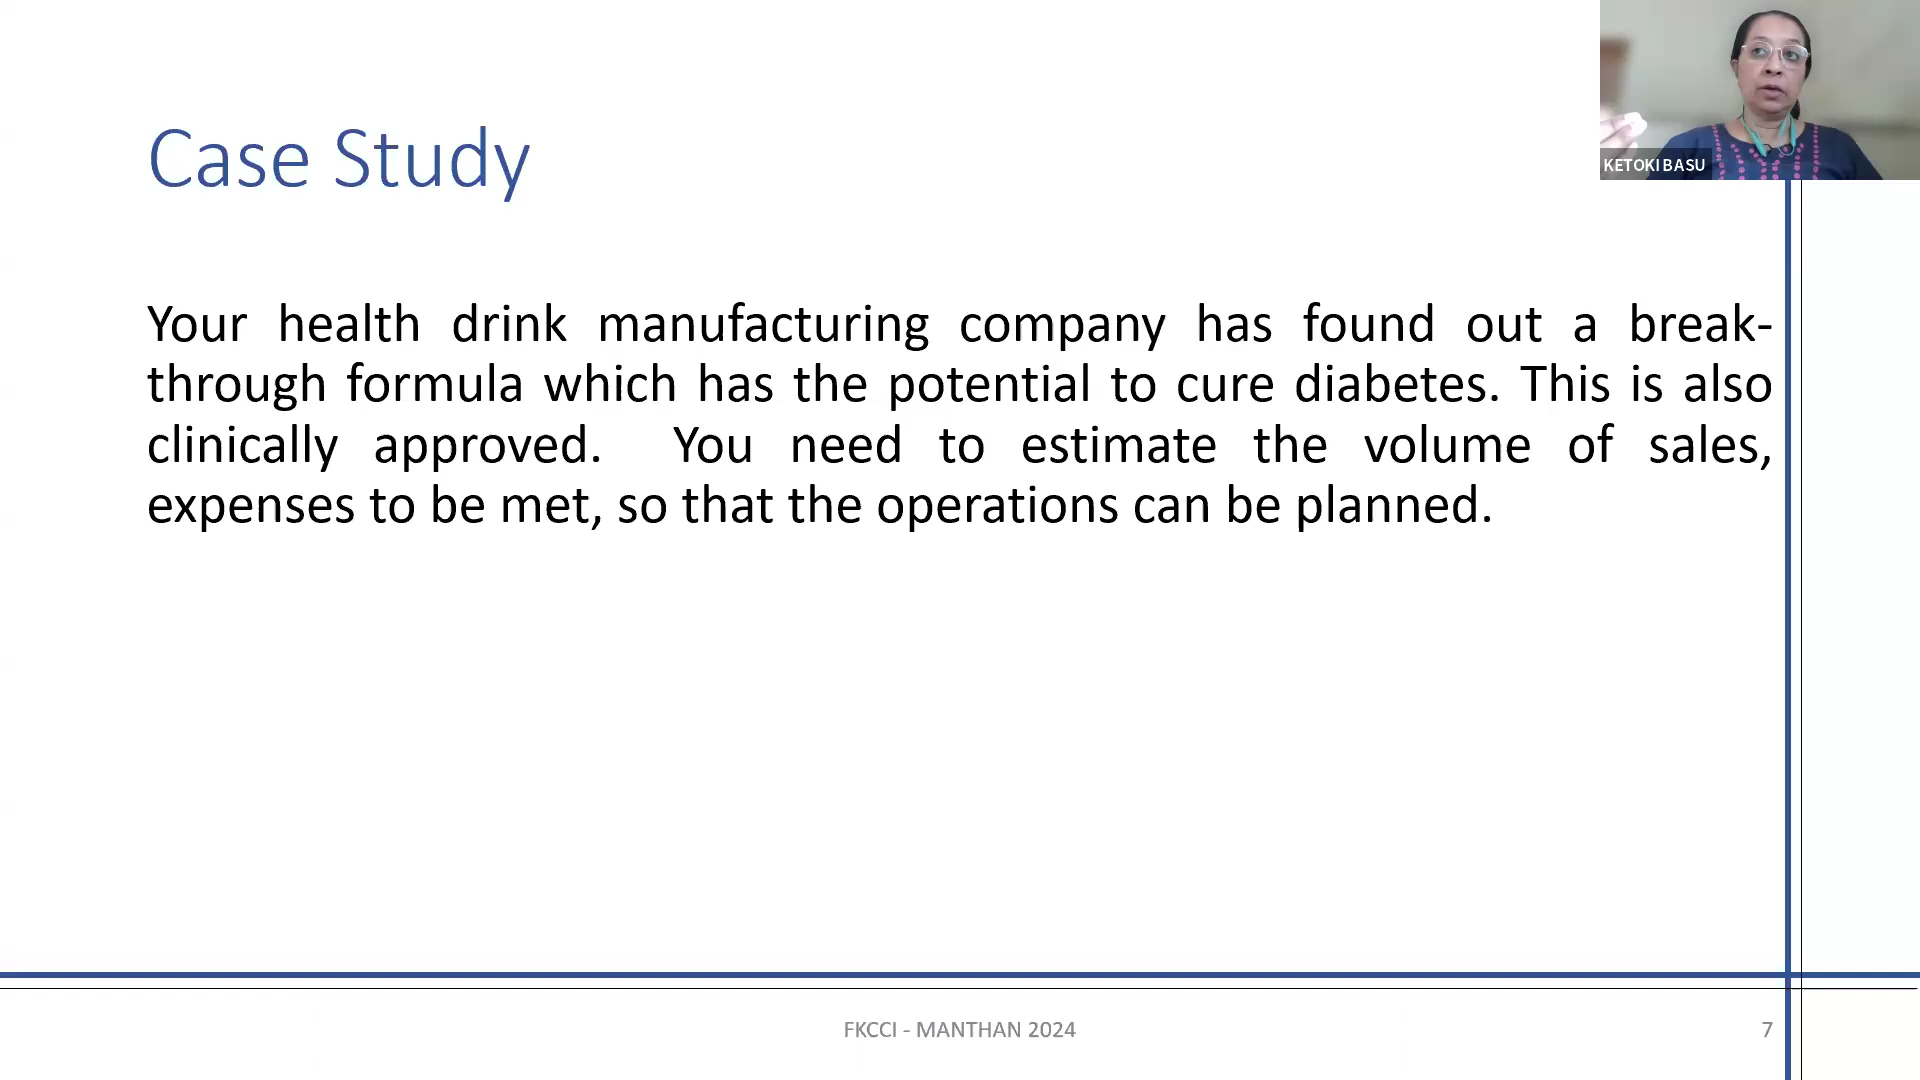 KETOKI BASU
Case Study
Your health drink manufacturing company has found out a break-
through formula which has the potential to cure diabetes. This is also
clinically approved. You need to estimate the volume of sales,
expenses to be met, so that the operations can be planned.
FKCCI - MANTHAN 2024
7